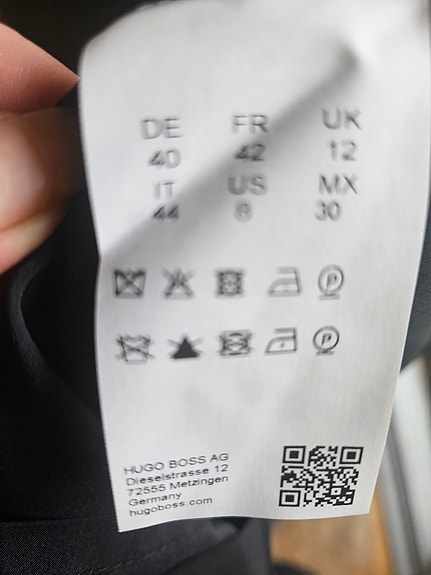 DE FR UK
40 42 12
IT US MX
44 8 30
P
P
HUGO BOSS AG
Dieselstrasse 12
72555 Metzingen
Germany
hugoboss.com